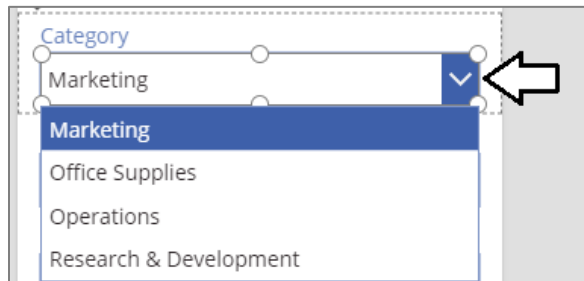 Category
Marketing
Marketing
Office Supplies
Operations
Research & Development